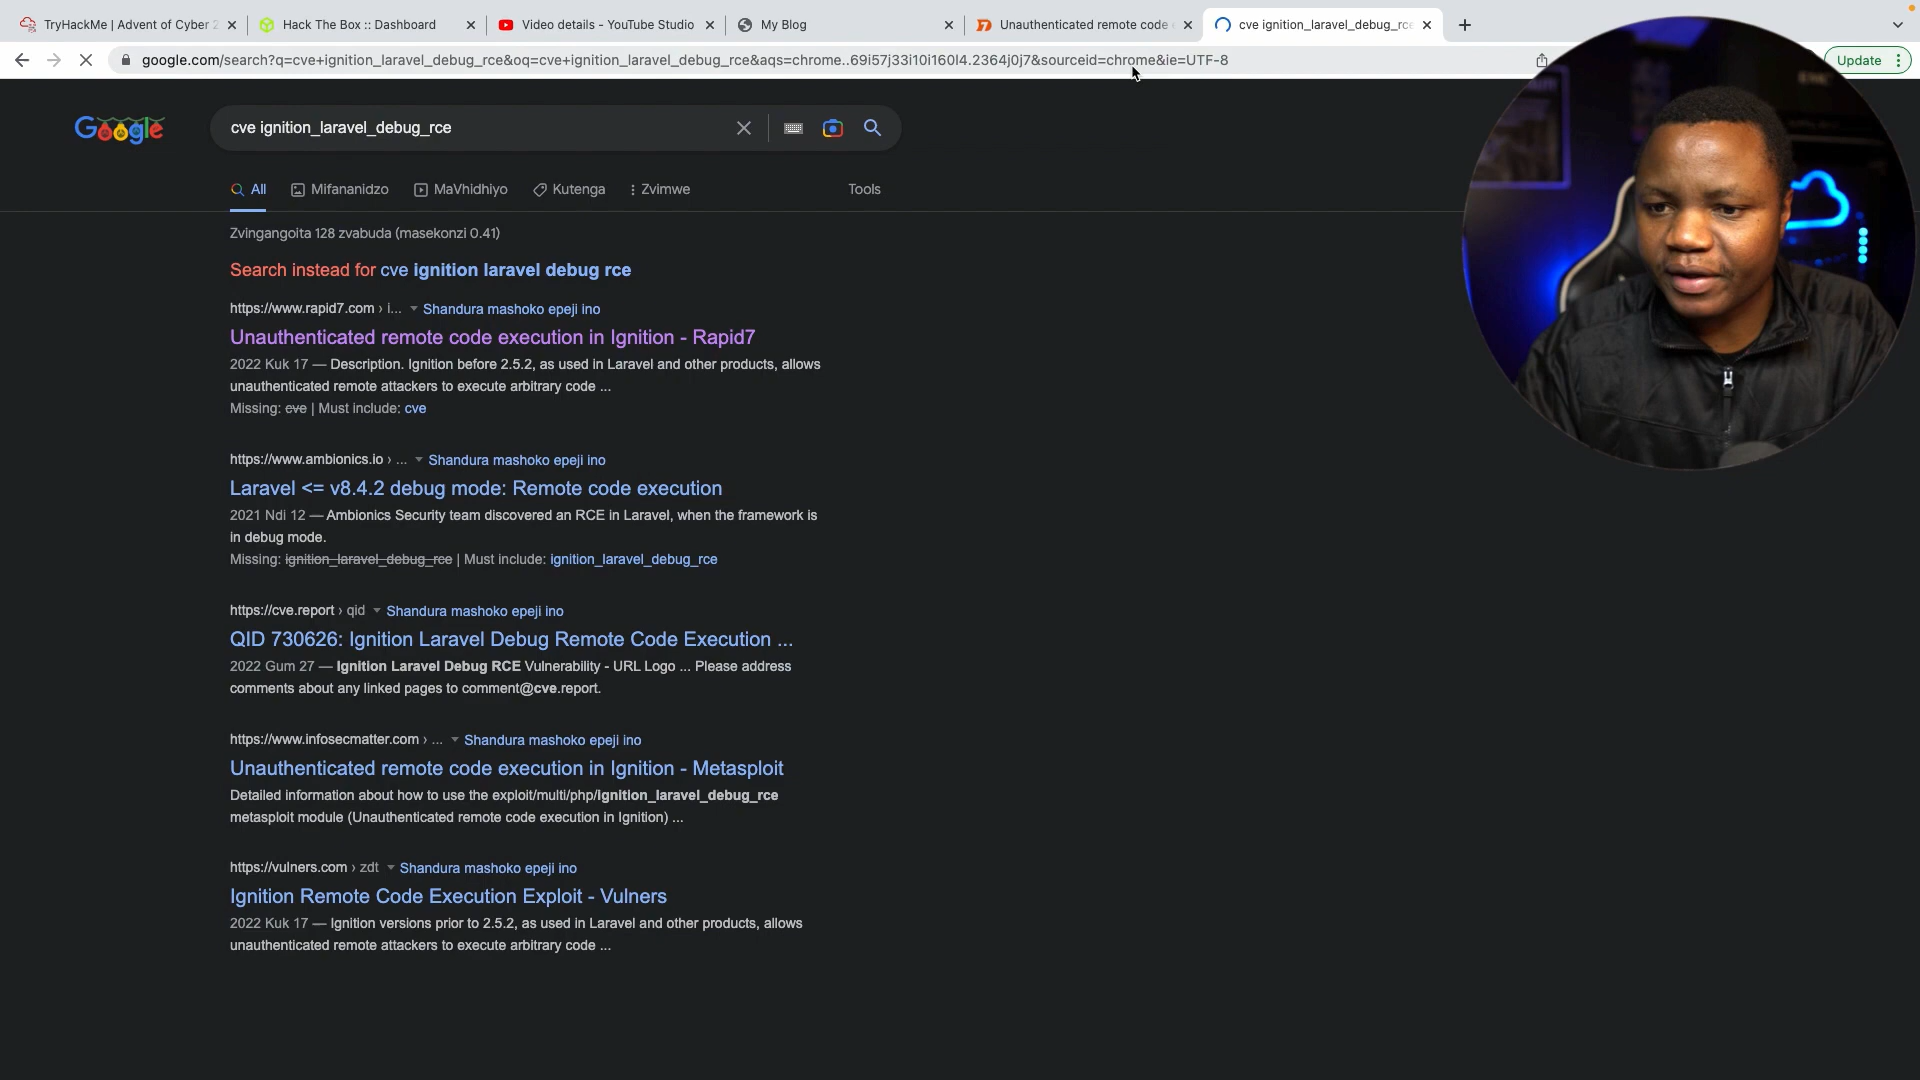 TryHackMe | Advent of Cyber 2
Hack The Box :: Dashboard
Video details - YouTube Studio
My Blog
Unauthenticated remote code
cve ignition_laravel_debug_rce
google.com/search?q=cve+ignition_laravel_debug_rce&oq=cve+ignition_laravel_debug_rce&aqs=chrome..69i57j33i10i160l4.2364j0j7&sourceid=chrome&ie=UTF-8
Update
Google
cve ignition_laravel_debug_rce
All
Mifananidzo
MaVhidhiyo
Kutenga
Zvimwe
Tools
Zvingangoita 128 zvabuda (masekonzi 0.41)
Search instead for cve ignition laravel debug rce
https://www.rapid7.com › i... Shandura mashoko epeji ino
Unauthenticated remote code execution in Ignition - Rapid7
2022 Kuk 17 — Description. Ignition before 2.5.2, as used in Laravel and other products, allows
unauthenticated remote attackers to execute arbitrary code ...
Missing: cve | Must include: cve
https://www.ambionics.io › ... Shandura mashoko epeji ino
Laravel <= v8.4.2 debug mode: Remote code execution
2021 Ndi 12 — Ambionics Security team discovered an RCE in Laravel, when the framework is
in debug mode.
Missing: ignition_laravel_debug_rce | Must include: ignition_laravel_debug_rce
https://cve.report › qid Shandura mashoko epeji ino
QID 730626: Ignition Laravel Debug Remote Code Execution ...
2022 Gum 27 — Ignition Laravel Debug RCE Vulnerability - URL Logo ... Please address
comments about any linked pages to comment@cve.report.
https://www.infosecmatter.com › ... Shandura mashoko epeji ino
Unauthenticated remote code execution in Ignition - Metasploit
Detailed information about how to use the exploit/multi/php/ignition_laravel_debug_rce
metasploit module (Unauthenticated remote code execution in Ignition) ...
https://vulners.com › zdt Shandura mashoko epeji ino
Ignition Remote Code Execution Exploit - Vulners
2022 Kuk 17 — Ignition versions prior to 2.5.2, as used in Laravel and other products, allows
unauthenticated remote attackers to execute arbitrary code ...